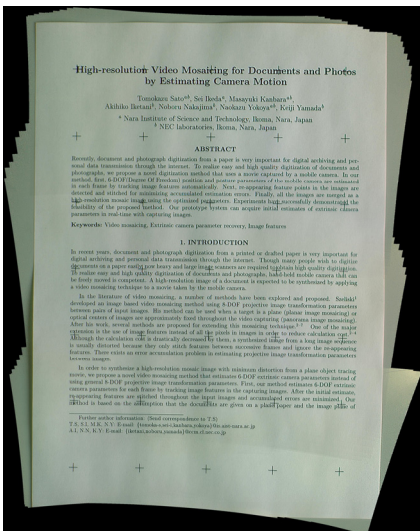 High-resolution Video Mosaicing for Documents and Photos
by Estimating Camera Motion
Tomokazu Sato, Sei Ikeda, Masayuki Kanbara
Akihiko Iketani, Noboru Nakajima, Naokazu Yokoya, Keiji Yamada
Nara Institute of Science and Technology, Ikoma, Nara, Japan
NEC laboratories, Ikoma, Nara, Japan
ABSTRACT
Recently, document and photograph digitization from a paper is very important for digital archiving and per-
sonal data transmission through the internet. To realize easy and high quality digitization of documents and
photographs, we propose a novel digitization method that uses a movie captured by a mobile camera. In our
method, first, 6-DOF(Degree Of Freedom) position and posture parameters of the mobile camera are estimated
in each frame by tracking image features automatically. Next, re-appearing feature points in the images are
detected and stitched for minimizing accumulated estimation errors. Finally, all the images are merged as a
high-resolution mosaic image using the optimized parameters. Experiments have successfully demonstrated the
feasibility of the proposed method. Our prototype system can acquire initial estimates of extrinsic camera
parameters in real-time with capturing images.
Keywords: Video mosaicing, Extrinsic camera parameter recovery, Image features
1. INTRODUCTION
In recent years, document and photograph digitization from a printed or drafted paper is very important for
digital archiving and personal data transmission through the internet. Though many people wish to digitize
documents on a paper easily, now heavy and large image scanners are required to obtain high quality digitization.
To realize easy and high quality digitization of documents and photographs, hand-held mobile camera that can
be freely moved is competent. A high-resolution image of a document is expected to be synthesized by applying
a video mosaicing technique to a movie taken by the mobile camera.
In the literature of video mosaicing, a number of methods have been explored and proposed. Szeliski
developed an image based video mosaicing method using 8-DOF projective image transformation parameters
between pairs of input images. His method can be used when a target is a plane (planar image mosaicing) or
optical center of images are approximately fixed throughout the video capturing (panorama image mosaicing).
After his work, several methods are proposed for extending this mosaicing technique. One of the major
extension is the use of image features instead of all the pixels in images in order to reduce calculation cost.
Although the calculation cost is drastically decreased by them, a synthesized image from a long image sequence
is usually distorted because they only stitch features between successive frames and ignore the re-appearing
features. There exists an error accumulation problem in estimating projective image transformation parameters
between images.
In order to synthesize a high-resolution mosaic image with minimum distortion from a plane object tracing
movie, we propose a novel video mosaicing method that estimates 6-DOF extrinsic camera parameters instead of
using general 8-DOF projective image transformation parameters. First, our method estimates 6-DOF extrinsic
camera parameters for each frame by tracking image features in the capturing images. After the initial estimate,
re-appearing features are stitched throughout the input images and accumulated errors are minimized. Our
method is based on the assumption that the documents are given on a plane paper and the image plane of
Further author information: (Send correspondence to T.S)
T.S, S.I, M.K, N.Y: E-mail:
A.I, N.N, K.Y: E-mail: